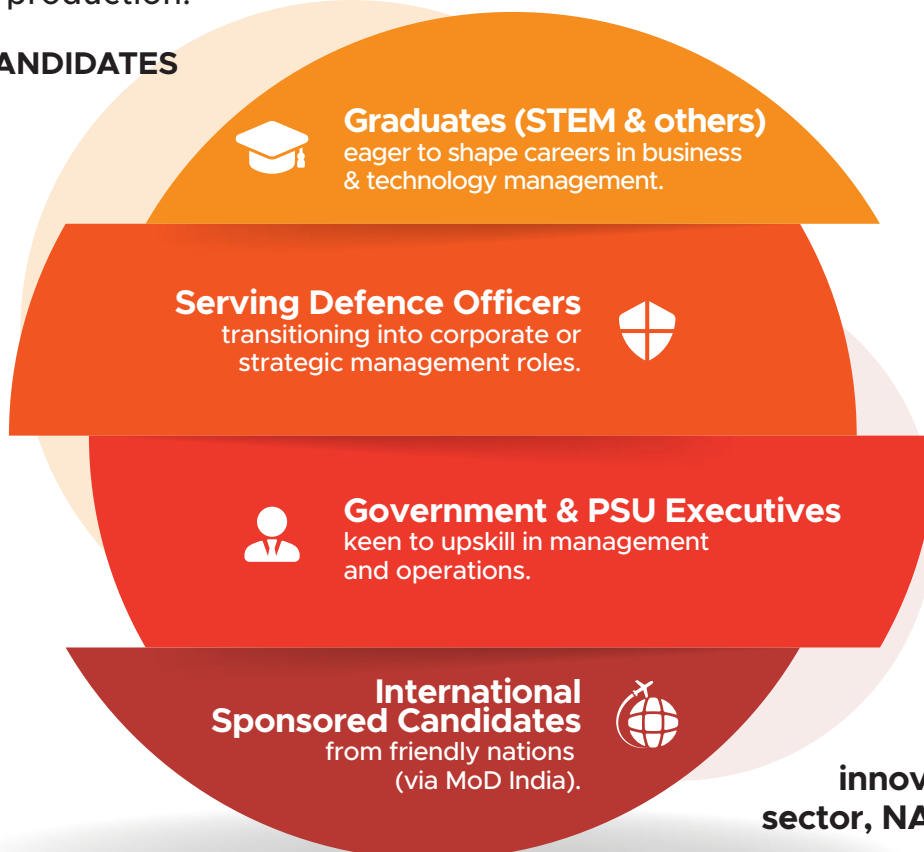 production.
ANDIDATES
Graduates (STEM & others)
eager to shape careers in business
& technology management.
Serving Defence Officers
transitioning into corporate or
strategic management roles.
Government & PSU Executives
keen to upskill in management
and operations.
International
Sponsored Candidates
from friendly nations
(via MoD India).
innov
sector, NA